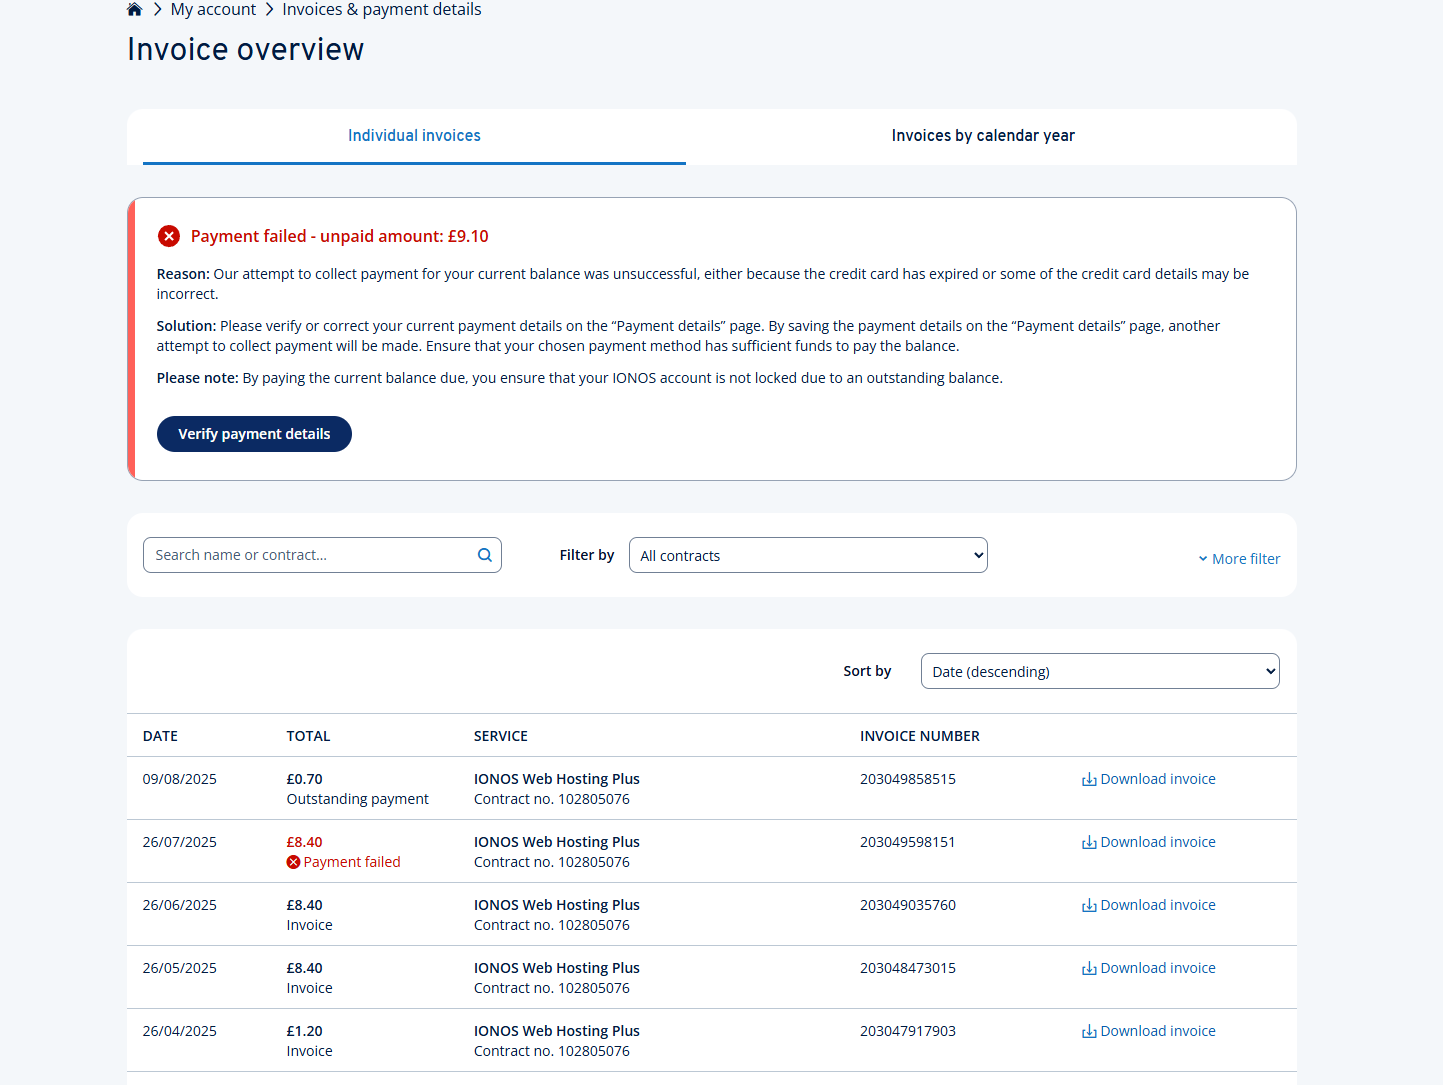 My account Invoices & payment details
Invoice overview
Individual invoices Invoices by calendar year
Payment failed - unpaid amount: £9.10
Reason: Our attempt to collect payment for your current balance was unsuccessful, either because the credit card has expired or some of the credit card details may be
incorrect.
Solution: Please verify or correct your current payment details on the “Payment details” page. By saving the payment details on the “Payment details” page, another
attempt to collect payment will be made. Ensure that your chosen payment method has sufficient funds to pay the balance.
Please note: By paying the current balance due, you ensure that your IONOS account is not locked due to an outstanding balance.
Verify payment details
Search name or contract... Filter by All contracts More filter
Sort by Date (descending)
DATE TOTAL SERVICE INVOICE NUMBER
09/08/2025 £0.70 IONOS Web Hosting Plus 203049858515 Download invoice
Outstanding payment Contract no. 102805076
26/07/2025 £8.40 IONOS Web Hosting Plus 203049598151 Download invoice
Payment failed Contract no. 102805076
26/06/2025 £8.40 IONOS Web Hosting Plus 203049035760 Download invoice
Invoice Contract no. 102805076
26/05/2025 £8.40 IONOS Web Hosting Plus 203048473015 Download invoice
Invoice Contract no. 102805076
26/04/2025 £1.20 IONOS Web Hosting Plus 203047917903 Download invoice
Invoice Contract no. 102805076